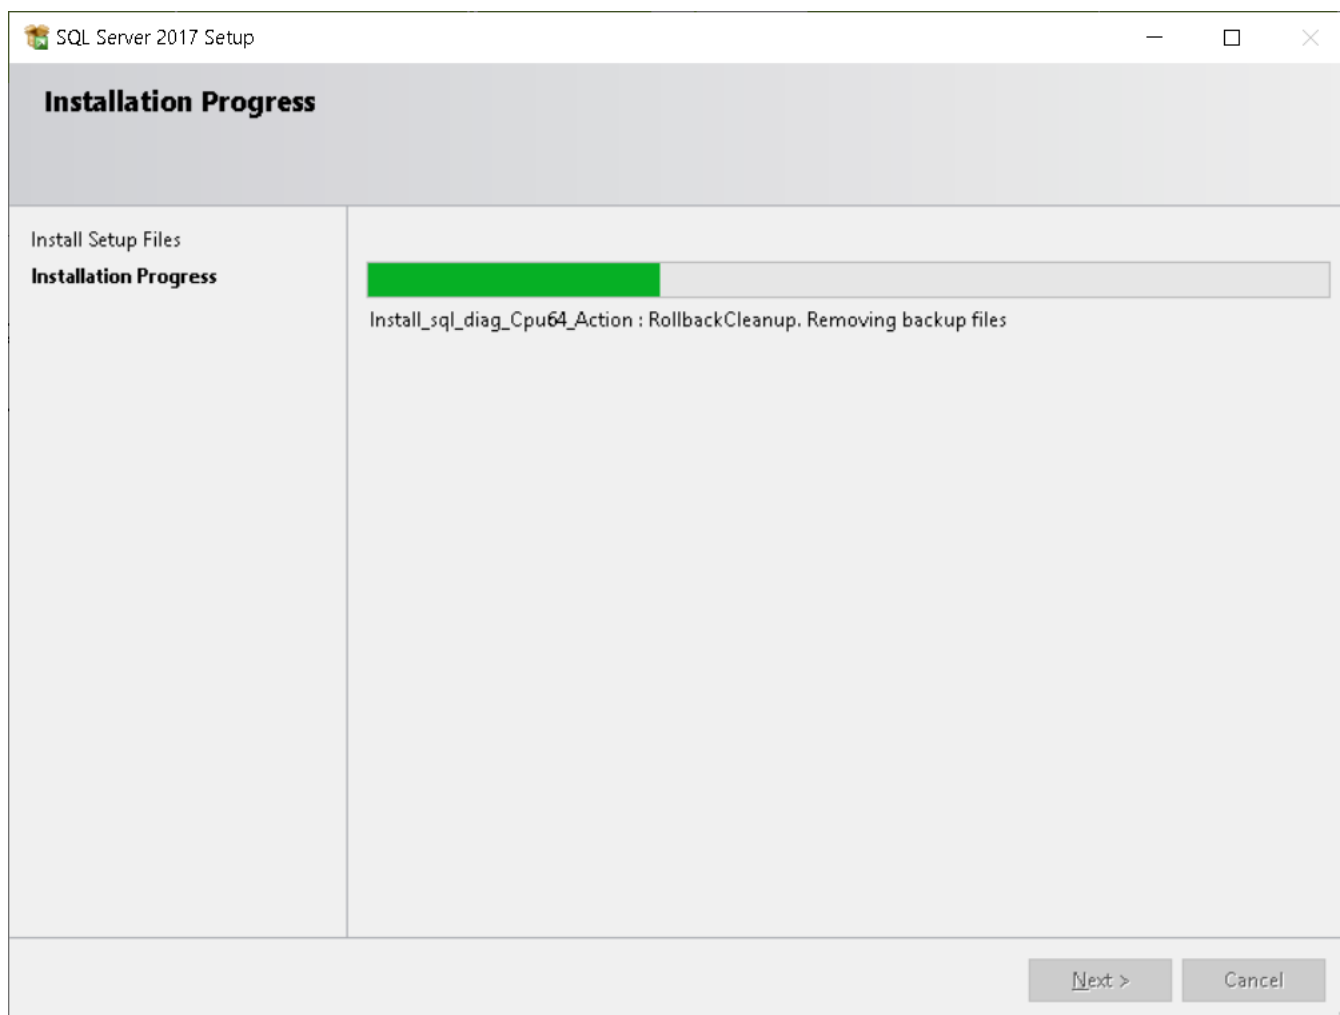 SQL Server 2017 Setup
Installation Progress
Install Setup Files
Installation Progress
Install_sql_diag_Cpu64_Action : RollbackCleanup. Removing backup files
Next >
Cancel